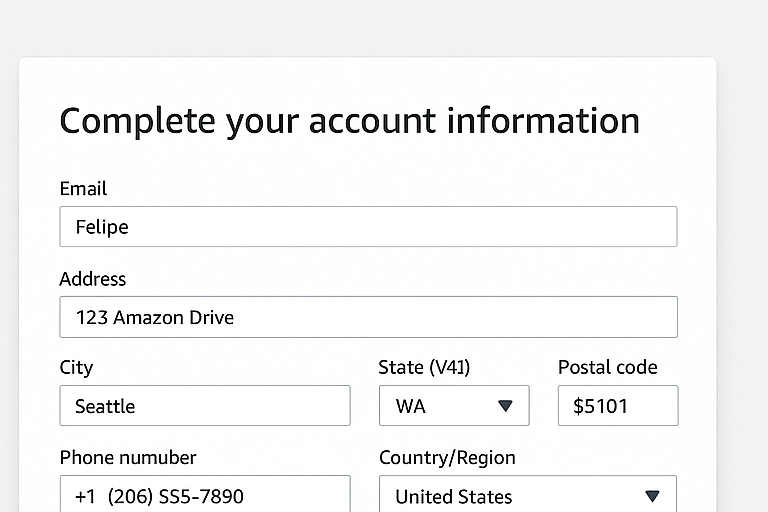 Complete your account information
Email
Felipe
Address
123 Amazon Drive
City State (V41) Postal code
Seattle WA $5101
Phone numuber Country/Region
+1 (206) SS5-7890 United States